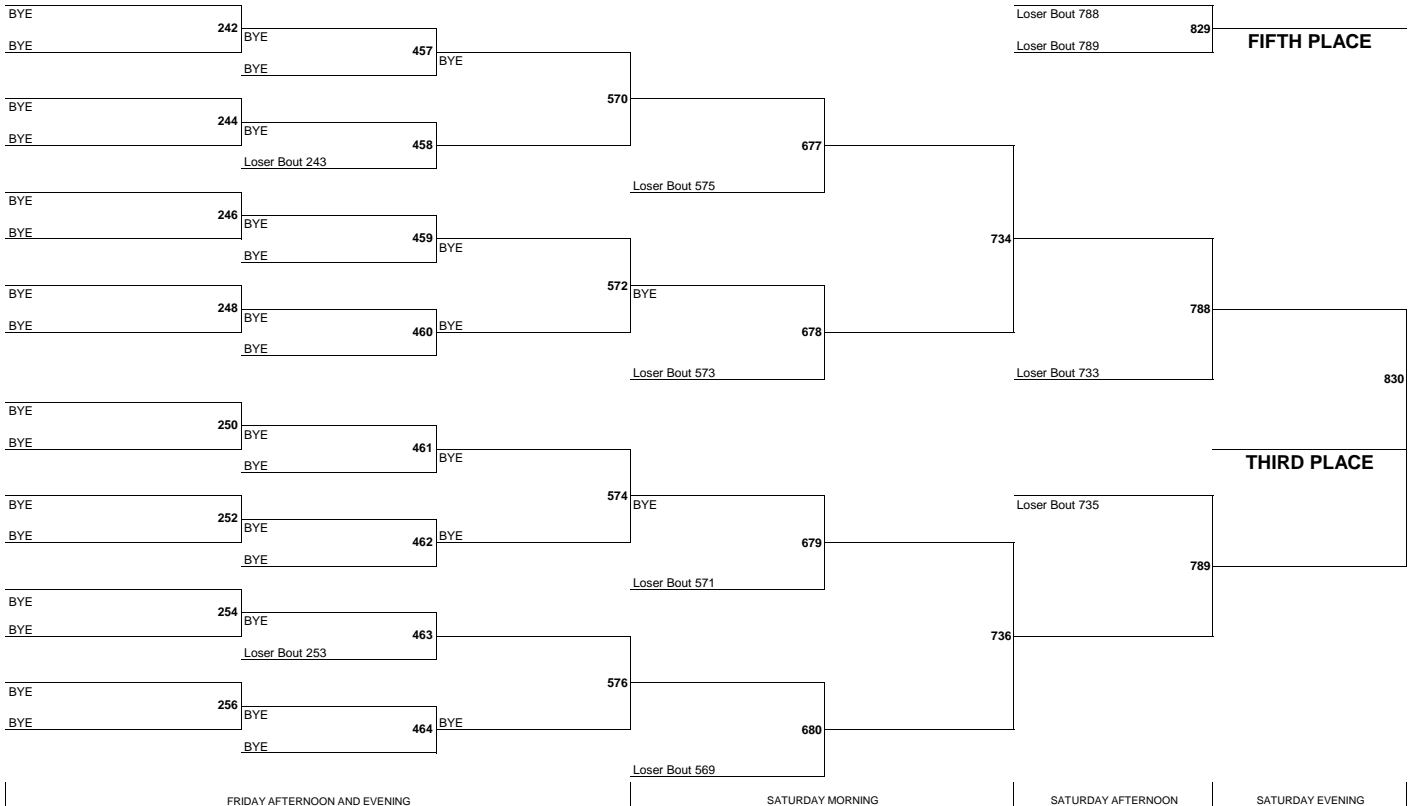 BYE
Loser Bout 788
242
BYE
829
BYE
Loser Bout 789
FIFTH PLACE
457
BYE
BYE
BYE
570
244
BYE
BYE
458
677
Loser Bout 243
Loser Bout 575
BYE
246
BYE
BYE
459
BYE
734
BYE
BYE
572
BYE
248
BYE
788
BYE
460
BYE
678
BYE
Loser Bout 573
Loser Bout 733
830
BYE
250
BYE
BYE
461
BYE
BYE
THIRD PLACE
574
BYE
BYE
Loser Bout 735
252
BYE
BYE
462
BYE
679
BYE
789
Loser Bout 571
BYE
254
BYE
BYE
463
736
Loser Bout 253
576
BYE
256
BYE
BYE
464
BYE
680
BYE
Loser Bout 569
FRIDAY AFTERNOON AND EVENING
SATURDAY MORNING
SATURDAY AFTERNOON
SATURDAY EVENING